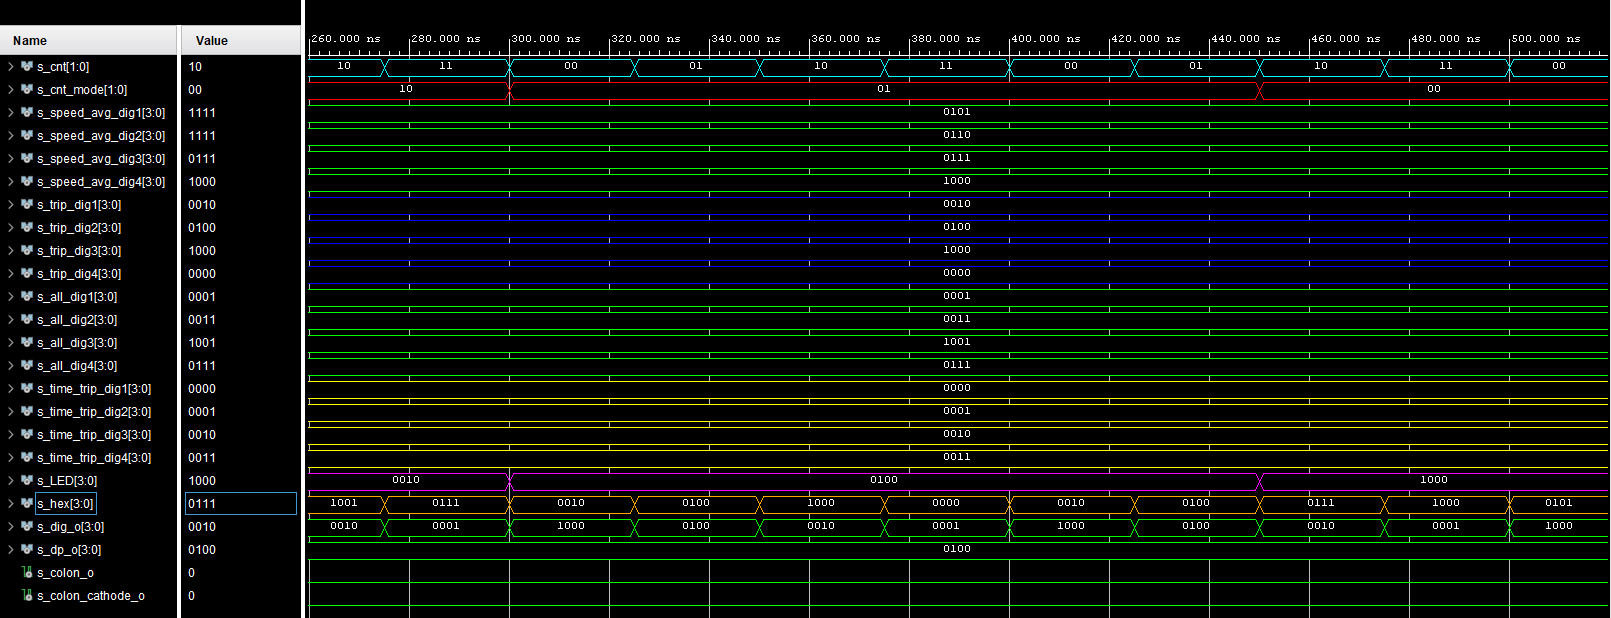 Name Value 260.000 ns 280.000 ns 300.000 ns 320.000 ns 340.000 ns 360.000 ns 380.000 ns 400.000 ns 420.000 ns 440.000 ns 460.000 ns 480.000 ns 500.000 ns
s_cnt[1:0] 10 10 11 00 01 10 11 00 01 10 11 00
s_cnt_mode[1:0] 00 10 01 00
s_speed_avg_dig1[3:0] 1111 0101
s_speed_avg_dig2[3:0] 1111 0110
s_speed_avg_dig3[3:0] 0111 0111
s_speed_avg_dig4[3:0] 1000 1000
s_trip_dig1[3:0] 0010 0010
s_trip_dig2[3:0] 0100 0100
s_trip_dig3[3:0] 1000 1000
s_trip_dig4[3:0] 0000 0000
s_all_dig1[3:0] 0001 0001
s_all_dig2[3:0] 0011 0011
s_all_dig3[3:0] 1001 1001
s_all_dig4[3:0] 0111 0111
s_time_trip_dig1[3:0] 0000 0000
s_time_trip_dig2[3:0] 0001 0001
s_time_trip_dig3[3:0] 0010 0010
s_time_trip_dig4[3:0] 0011 0011
s_LED[3:0] 1000 0010 0100 1000
s_hex[3:0] 0111 1001 0111 0010 0100 1000 0000 0010 0100 0111 1000 0101
s_dig_o[3:0] 0010 0010 0001 1000 0100 0010 0001 1000 0100 0010 0001 1000
s_dp_o[3:0] 0100 0100
s_colon_o 0
s_colon_cathode_o 0